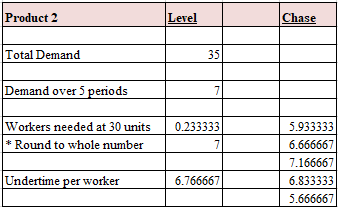 Product 2 Level Chase
Total Demand 35
Demand over 5 periods 7
Workers needed at 30 units 0.233333 5.933333
* Round to whole number 7 6.666667
7.166667
Undertime per worker 6.766667 6.833333
5.666667